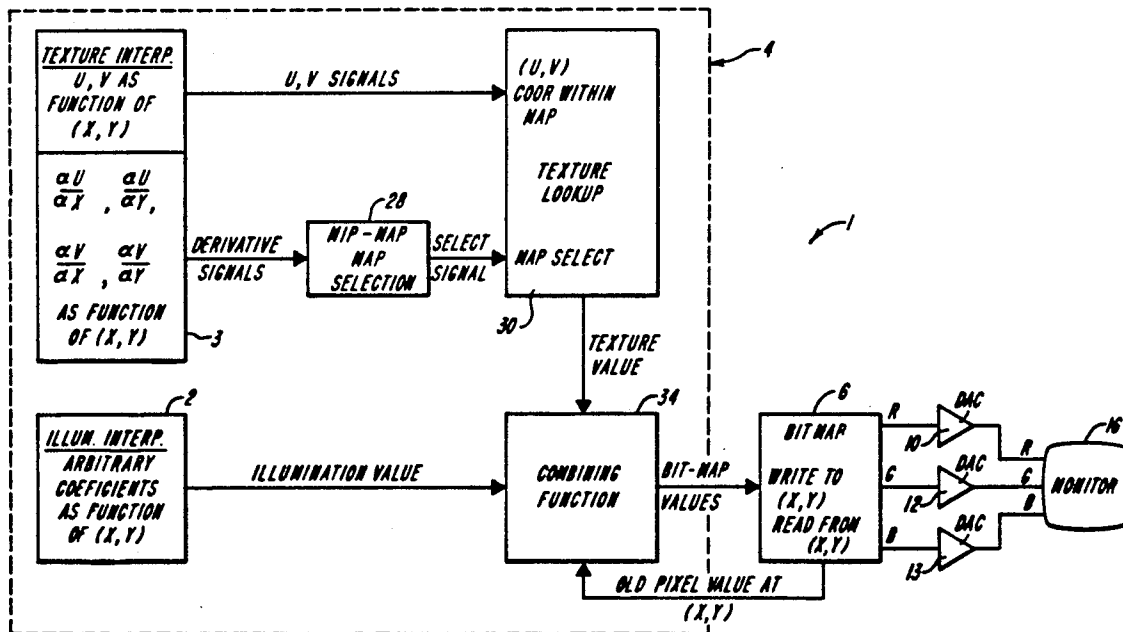 TEXTURE INTERP.
U, V AS
FUNCTION OF
(X, Y)
αU/αX , αU/αY,
αV/αX , αV/αY
AS FUNCTION
OF (X, Y)
3
U, V SIGNALS
DERIVATIVE
SIGNALS
28
MIP-MAP
MAP
SELECTION
SELECT
SIGNAL
(U, V)
COOR WITHIN
MAP
TEXTURE
LOOKUP
MAP SELECT
30
4
1
TEXTURE
VALUE
2
ILLUM. INTERP.
ARBITRARY
COEFICIENTS
AS FUNCTION
OF (X, Y)
ILLUMINATION VALUE
34
COMBINING
FUNCTION
BIT-MAP
VALUES
6
BIT MAP
WRITE TO
(X, Y)
READ FROM
(X, Y)
OLD PIXEL VALUE AT
(X, Y)
R
G
B
DAC
10
DAC
12
DAC
13
R
G
B
16
MONITOR